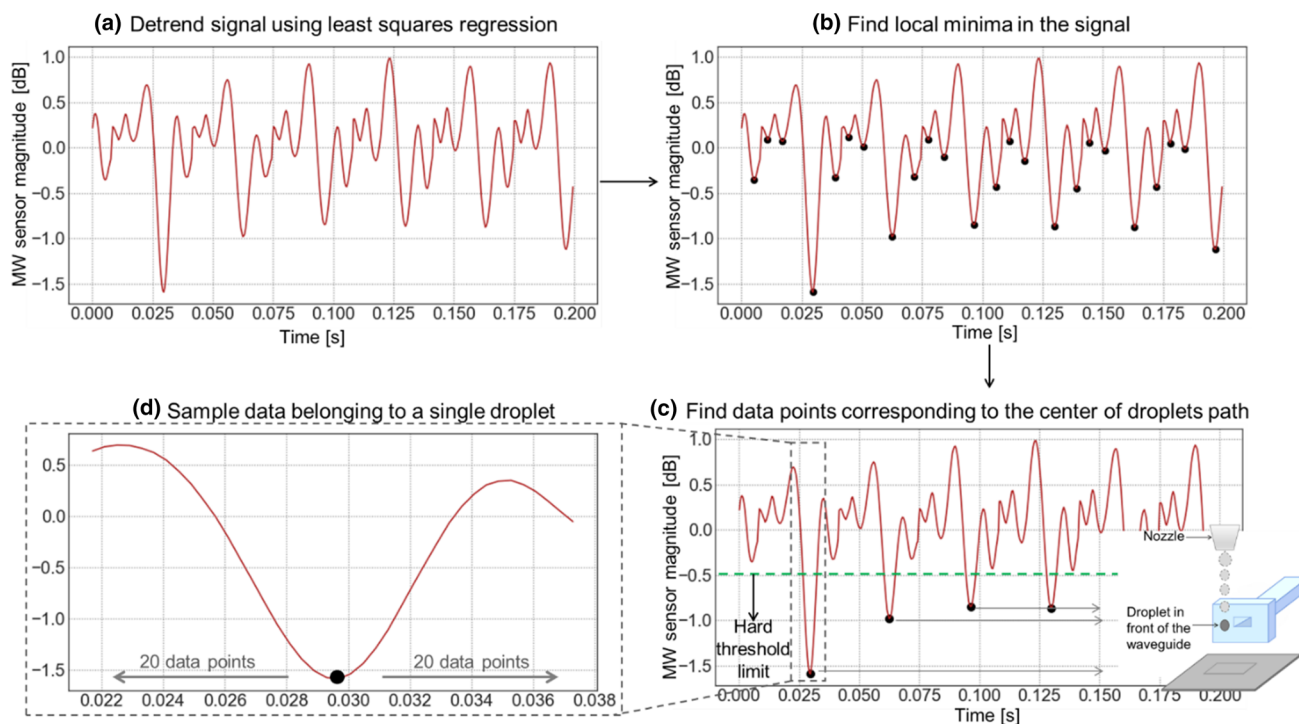 (a) Detrend signal using least squares regression
1.0
0.5
0.0
−0.5
−1.0
−1.5
MW sensor magnitude [dB]
0.000 0.025 0.050 0.075 0.100 0.125 0.150 0.175 0.200
Time [s]
(b) Find local minima in the signal
1.0
0.5
0.0
−0.5
−1.0
−1.5
MW sensor magnitude [dB]
0.000 0.025 0.050 0.075 0.100 0.125 0.150 0.175 0.200
Time [s]
(d) Sample data belonging to a single droplet
0.5
0.0
−0.5
−1.0
−1.5
20 data points
20 data points
0.022 0.024 0.026 0.028 0.030 0.032 0.034 0.036 0.038
(c) Find data points corresponding to the center of droplets path
1.0
0.5
0.0
−0.5
−1.0
−1.5
MW sensor magnitude [dB]
Hard
threshold
limit
Nozzle
Droplet in
front of the
waveguide
0.000 0.025 0.050 0.075 0.100 0.125 0.150 0.175 0.200
Time [s]